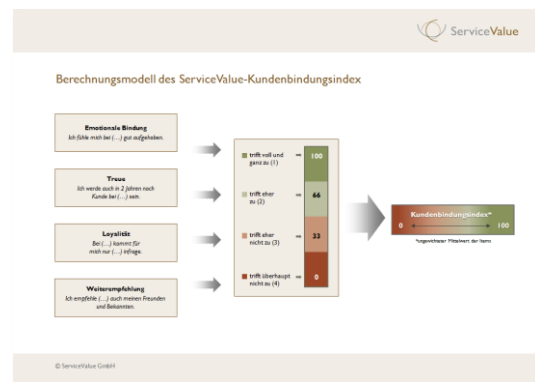 ServiceValue
Berechnungsmodell des ServiceValue-Kundenbindungsindex
Emotionale Bindung
Ich fühle mich bei (…) gut aufgehoben.
Treue
Ich werde auch in 2 Jahren noch
Kunde bei (…) sein.
Loyalität
Bei (…) kommt für
mich nur (…) infrage.
Weiterempfehlung
Ich empfehle (…) auch meinen Freunden
und Bekannten.
trifft voll und
ganz zu (1)
100
trifft eher
zu (2)
66
trifft eher
nicht zu (3)
33
trifft überhaupt
nicht zu (4)
0
Kundenbindungsindex*
0 100
*ungewichteter Mittelwert der Items
© ServiceValue GmbH